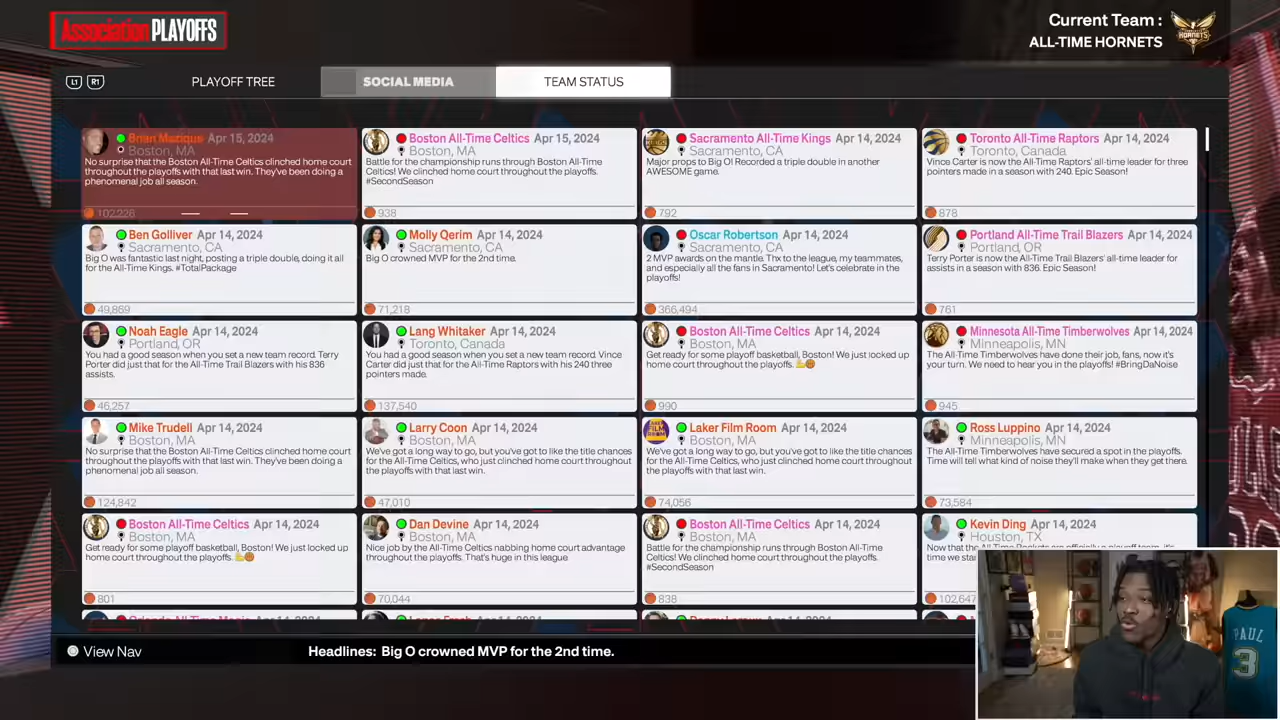 Association PLAYOFFS
Current Team :
ALL-TIME HORNETS
HORNETS
L1 R1
PLAYOFF TREE
SOCIAL MEDIA
TEAM STATUS
Brian Mazique Apr 15, 2024
Boston, MA
No surprise that the Boston All-Time Celtics clinched home court
throughout the playoffs with that last win. They've been doing a
phenomenal job all season.
102,226
Boston All-Time Celtics Apr 15, 2024
Boston, MA
Battle for the championship runs through Boston All-Time
Celtics! We clinched home court throughout the playoffs.
#SecondSeason
938
Sacramento All-Time Kings Apr 14, 2024
Sacramento, CA
Major props to Big O! Recorded a triple double in another
AWESOME game.
792
Toronto All-Time Raptors Apr 14, 2024
Toronto, Canada
Vince Carter is now the All-Time Raptors' all-time leader for three
pointers made in a season with 240. Epic Season!
878
Ben Golliver Apr 14, 2024
Sacramento, CA
Big O was fantastic last night, posting a triple double, doing it all
for the All-Time Kings. #TotalPackage
49,869
Molly Qerim Apr 14, 2024
Sacramento, CA
Big O crowned MVP for the 2nd time.
71,218
Oscar Robertson Apr 14, 2024
Sacramento, CA
2 MVP awards on the mantle. Thx to the league, my teammates,
and especially all the fans in Sacramento! Let's celebrate in the
playoffs!
366,494
Portland All-Time Trail Blazers Apr 14, 2024
Portland, OR
Terry Porter is now the All-Time Trail Blazers' all-time leader for
assists in a season with 836. Epic Season!
761
Noah Eagle Apr 14, 2024
Portland, OR
You had a good season when you set a new team record. Terry
Porter did just that for the All-Time Trail Blazers with his 836
assists.
46,257
Lang Whitaker Apr 14, 2024
Toronto, Canada
You had a good season when you set a new team record. Vince
Carter did just that for the All-Time Raptors with his 240 three
pointers made.
137,540
Boston All-Time Celtics Apr 14, 2024
Boston, MA
Get ready for some playoff basketball, Boston! We just locked up
home court throughout the playoffs. 💪🏀
990
Minnesota All-Time Timberwolves Apr 14, 2024
Minneapolis, MN
The All-Time Timberwolves have done their job, fans, now it's
your turn. We need to hear you in the playoffs! #BringDaNoise
945
Mike Trudell Apr 14, 2024
Boston, MA
No surprise that the Boston All-Time Celtics clinched home court
throughout the playoffs with that last win. They've been doing a
phenomenal job all season.
124,842
Larry Coon Apr 14, 2024
Boston, MA
We've got a long way to go, but you've got to like the title chances
for the All-Time Celtics, who just clinched home court throughout
the playoffs with that last win.
47,010
LAKER FILM ROOM
Laker Film Room Apr 14, 2024
Boston, MA
We've got a long way to go, but you've got to like the title chances
for the All-Time Celtics, who just clinched home court throughout
the playoffs with that last win.
74,056
Ross Luppino Apr 14, 2024
Minneapolis, MN
The All-Time Timberwolves have secured a spot in the playoffs.
Time will tell what kind of noise they'll make when they get there.
73,584
Boston All-Time Celtics Apr 14, 2024
Boston, MA
Get ready for some playoff basketball, Boston! We just locked up
home court throughout the playoffs. 💪🏀
801
Dan Devine Apr 14, 2024
Boston, MA
Nice job by the All-Time Celtics nabbing home court advantage
throughout the playoffs. That's huge in this league
70,044
Boston All-Time Celtics Apr 14, 2024
Boston, MA
Battle for the championship runs through Boston All-Time
Celtics! We clinched home court throughout the playoffs.
#SecondSeason
838
Kevin Ding Apr 14, 2024
Houston, TX
Now that the All-Time Rockets are officially a playoff team, it's
time we sta
102,647
Orlando All-Time Magic Apr 14, 2024
View Nav
Headlines: Big O crowned MVP for the 2nd time.
PAUL
3